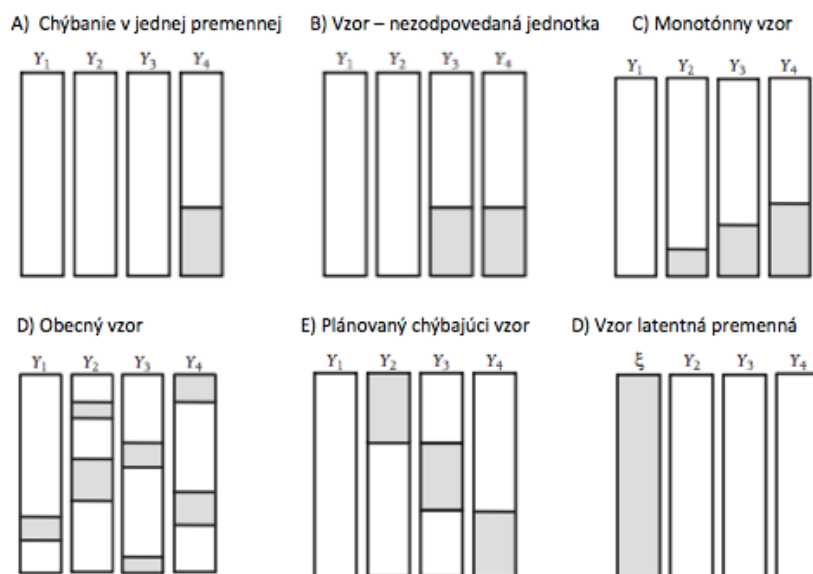 A) Chýbanie v jednej premennej
B) Vzor – nezodpovedaná jednotka
C) Monotónny vzor
Y1 Y2 Y3 Y4
Y1 Y2 Y3 Y4
Y1 Y2 Y3 Y4
D) Obecný vzor
E) Plánovaný chýbajúci vzor
D) Vzor latentná premenná
Y1 Y2 Y3 Y4
Y1 Y2 Y3 Y4
ξ Y2 Y3 Y4